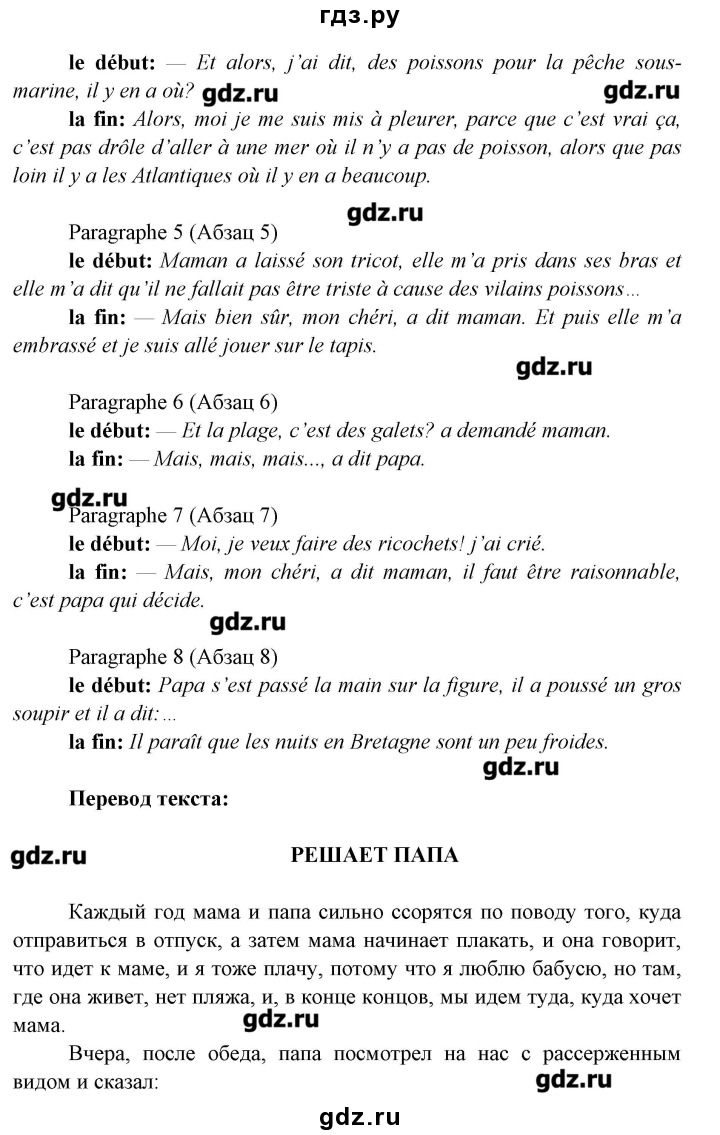 гдз.ру
le début: — Et alors, j’ai dit, des poissons pour la pêche sous-
marine, il y en a où? gdz.ru gdz.ru
la fin: Alors, moi je me suis mis à pleurer, parce que c’est vrai ça,
c’est pas drôle d’aller à une mer où il n’y a pas de poisson, alors que pas
loin il y a les Atlantiques où il y en a beaucoup.
gdz.ru
Paragraphe 5 (Абзац 5)
le début: Maman a laissé son tricot, elle m’a pris dans ses bras et
elle m’a dit qu’il ne fallait pas être triste à cause des vilains poissons…
la fin: — Mais bien sûr, mon chéri, a dit maman. Et puis elle m’a
embrassé et je suis allé jouer sur le tapis.
gdz.ru
Paragraphe 6 (Абзац 6)
le début: — Et la plage, c’est des galets? a demandé maman.
la fin: — Mais, mais, mais..., a dit papa.
gdz.ru
Paragraphe 7 (Абзац 7)
le début: — Moi, je veux faire des ricochets! j’ai crié.
la fin: — Mais, mon chéri, a dit maman, il faut être raisonnable,
c’est papa qui décide.
gdz.ru
Paragraphe 8 (Абзац 8)
le début: Papa s’est passé la main sur la figure, il a poussé un gros
soupir et il a dit:…
la fin: Il paraît que les nuits en Bretagne sont un peu froides.
gdz.ru
Перевод текста:
gdz.ru
РЕШАЕТ ПАПА
Каждый год мама и папа сильно ссорятся по поводу того, куда
отправиться в отпуск, а затем мама начинает плакать, и она говорит,
что идет к маме, и я тоже плачу, потому что я люблю бабусю, но там,
где она живет, нет пляжа, и, в конце концов, мы идем туда, куда хочет
мама.
gdz.ru
Вчера, после обеда, папа посмотрел на нас с рассерженным
видом и сказал:
gdz.ru
gdz.ru